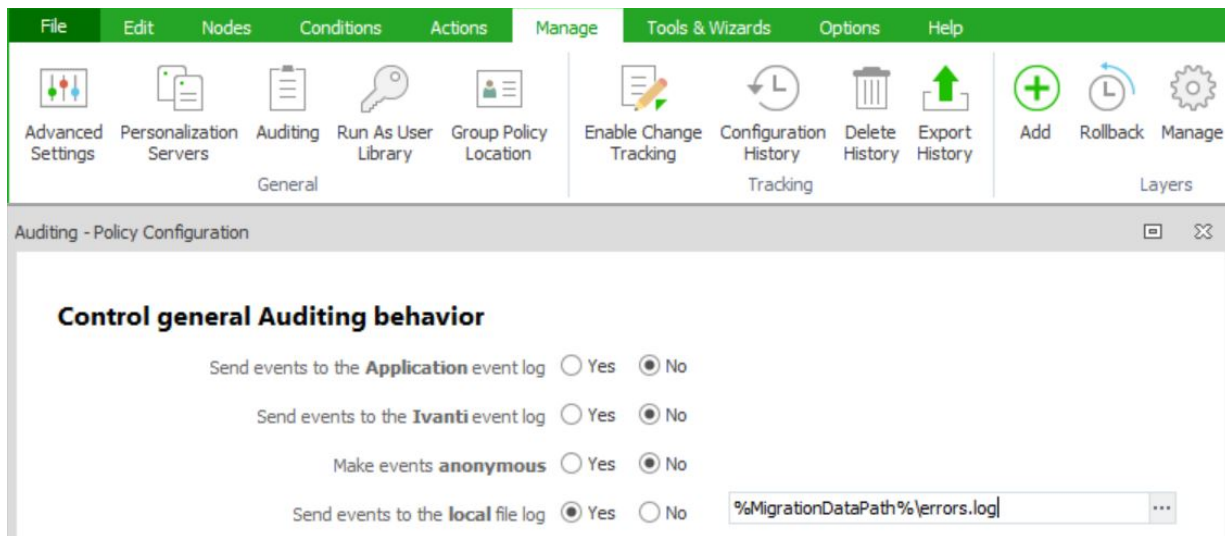 File Edit Nodes Conditions Actions Manage Tools & Wizards Options Help
Advanced Settings
Personalization Servers
Auditing
Run As User Library
Group Policy Location
Enable Change Tracking
Configuration History
Delete History
Export History
Add
Rollback
Manage
General
Tracking
Layers
Auditing - Policy Configuration
Control general Auditing behavior
Send events to the Application event log Yes No
Send events to the Ivanti event log Yes No
Make events anonymous Yes No
Send events to the local file log Yes No %MigrationDataPath%\errors.log ...